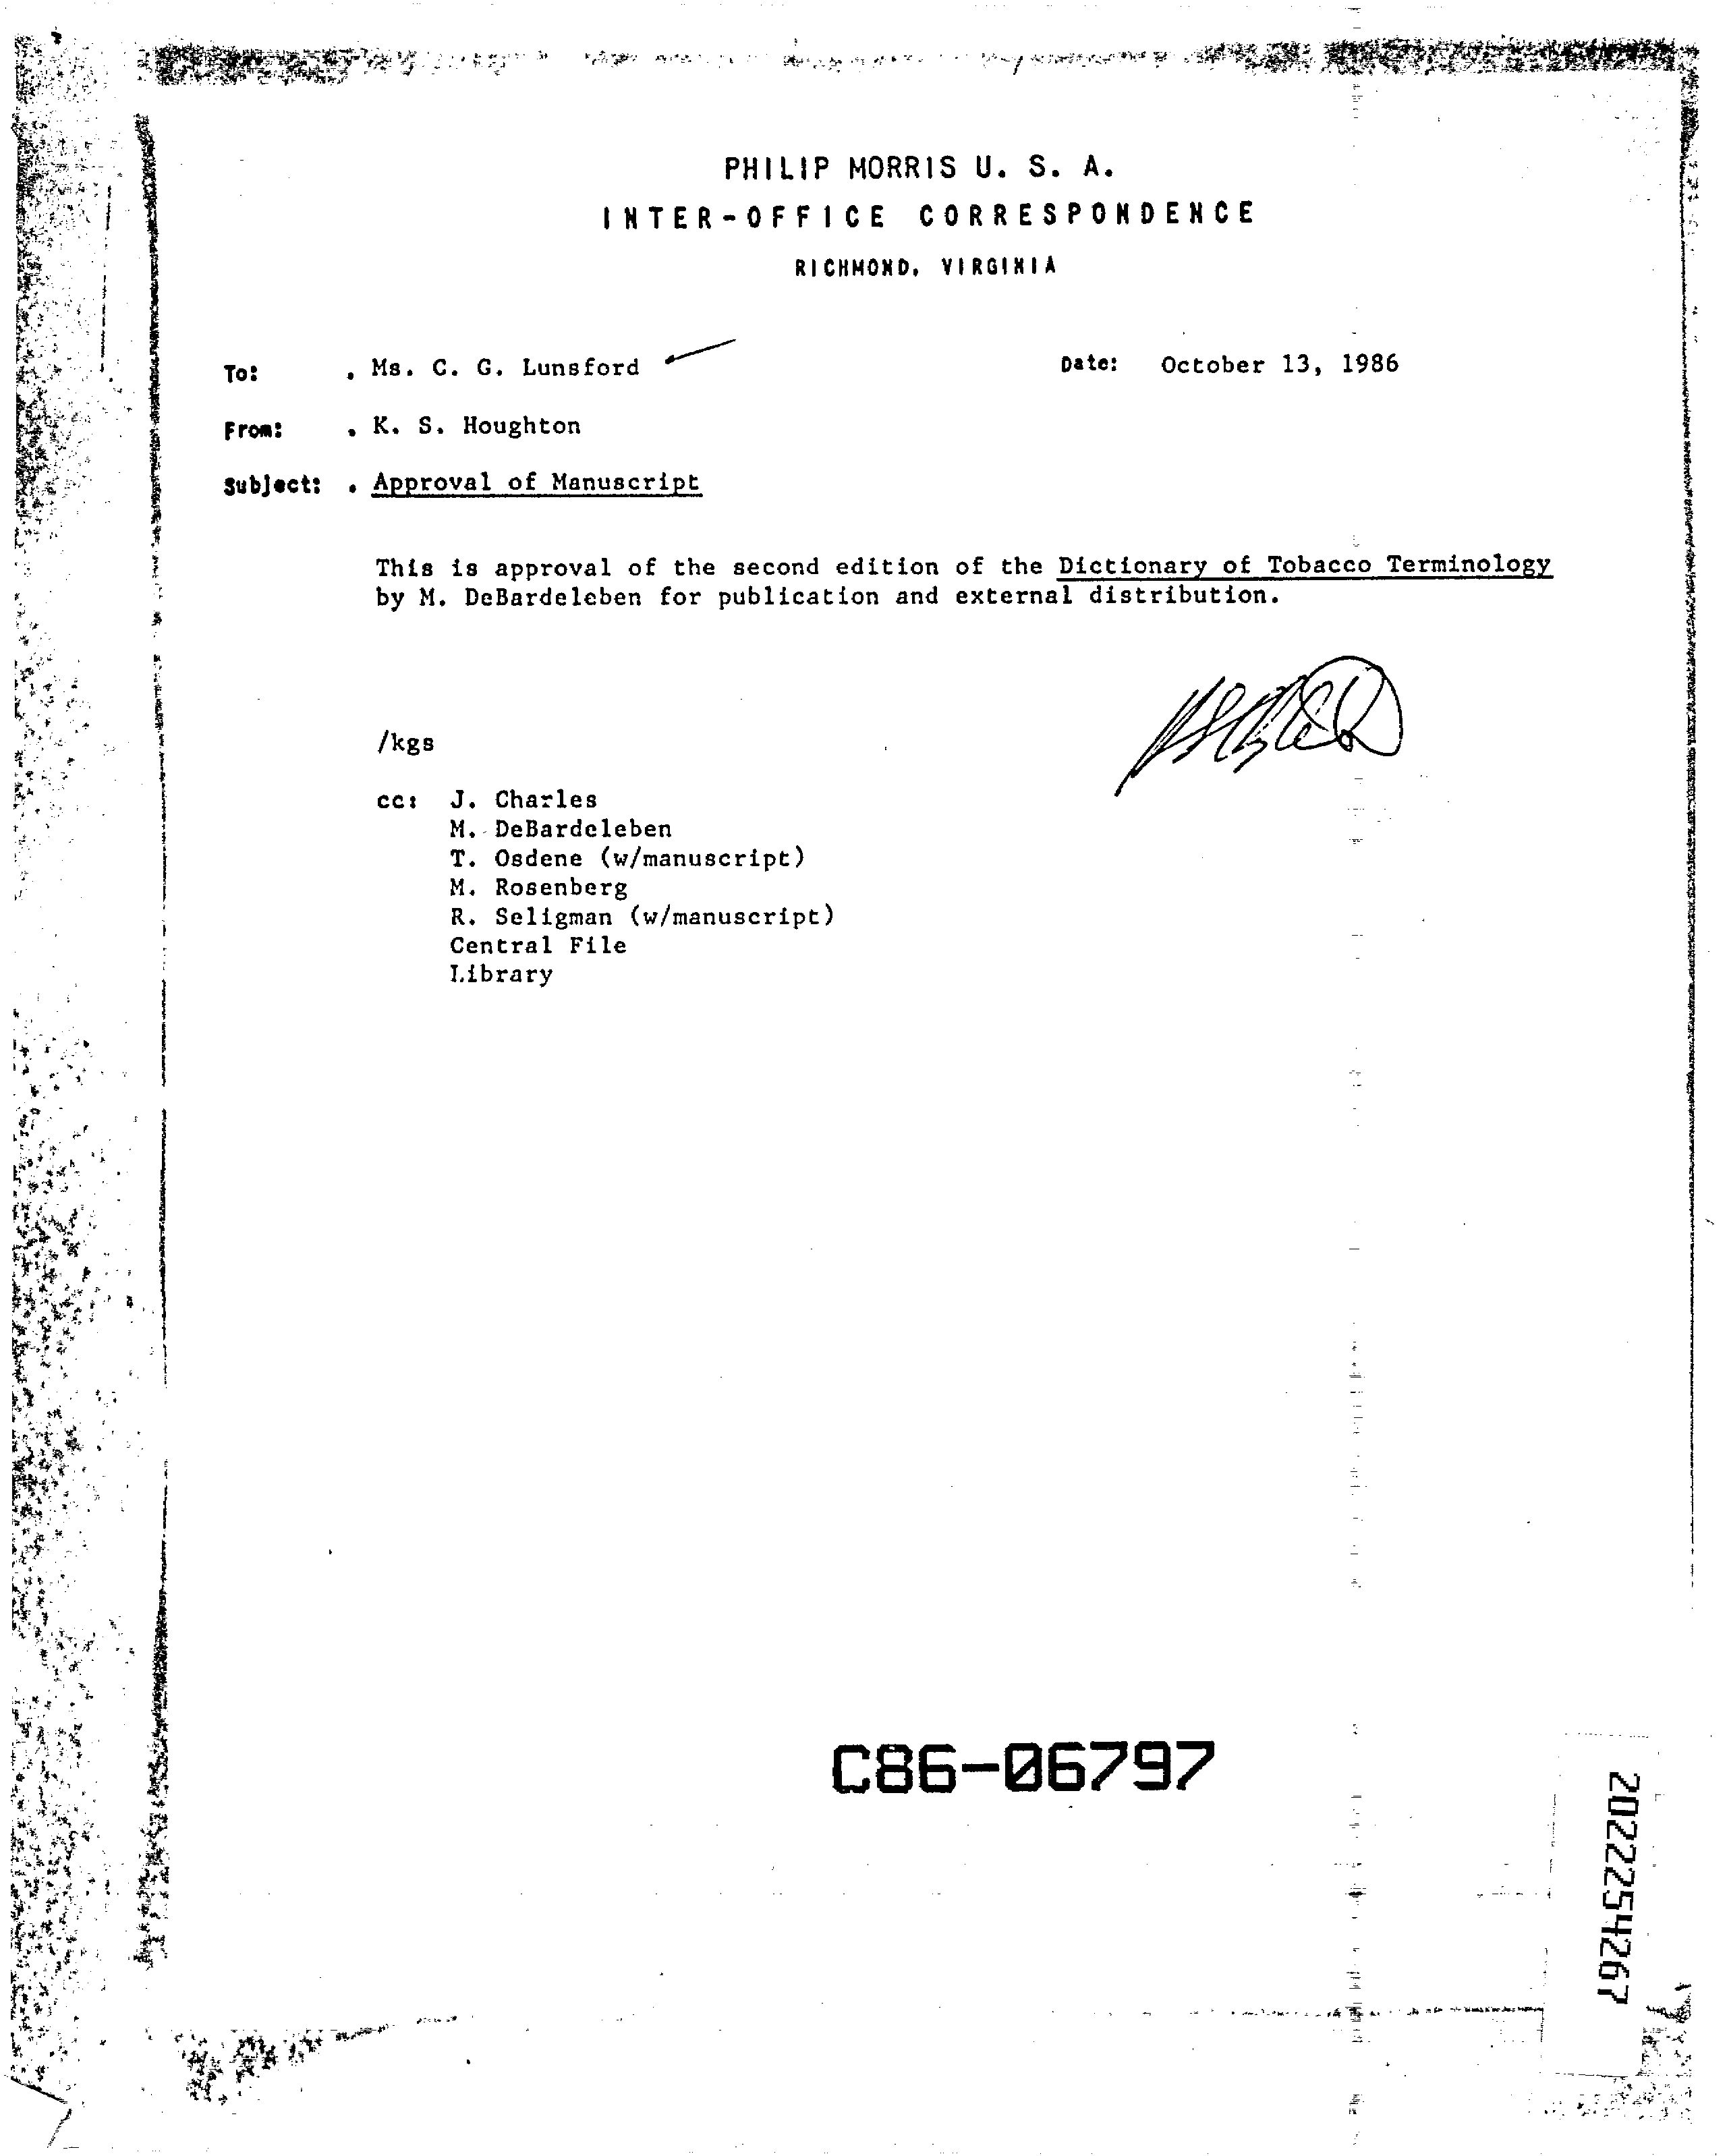 PHILIP MORRIS U. S. A.
INTER-OFFICE CORRESPONDENCE
RICHMOND, VIRGINIA
To: . Ms. C. G. Lunsford Date: October 13, 1986
From: . K. S. Houghton
Subject: . Approval of Manuscript
This is approval of the second edition of the Dictionary of Tobacco Terminology
by M. DeBardeleben for publication and external distribution.
/kgs
cc: J. Charles
M. DeBardeleben
T. Osdene (w/manuscript)
M. Rosenberg
R. Seligman (w/manuscript)
Central File
Library
C86-06797
2022254267